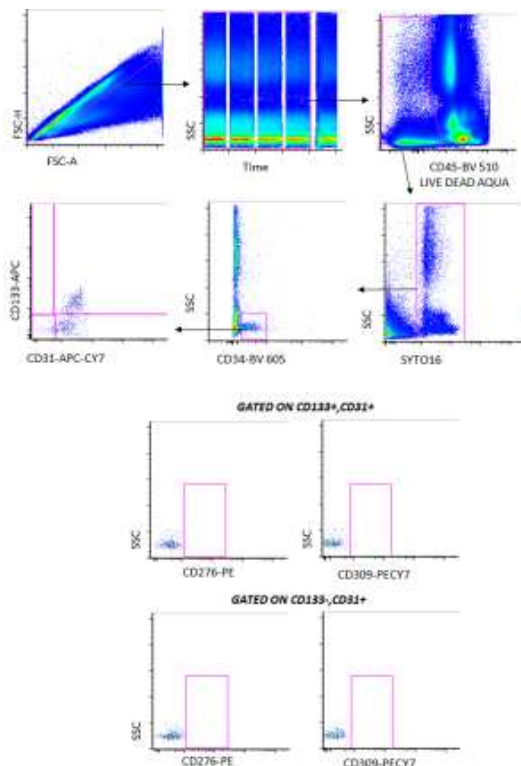 FSC-H
FSC-A
SSC
Time
SSC
CD45-BV 510
LIVE DEAD AQUA
CD133-APC
CD31-APC-CY7
SSC
CD34-BV 605
SSC
SYTO16
GATED ON CD133+,CD31+
SSC
CD276-PE
SSC
CD309-PECY7
GATED ON CD133-,CD31+
SSC
CD276-PE
SSC
CD309-PECY7